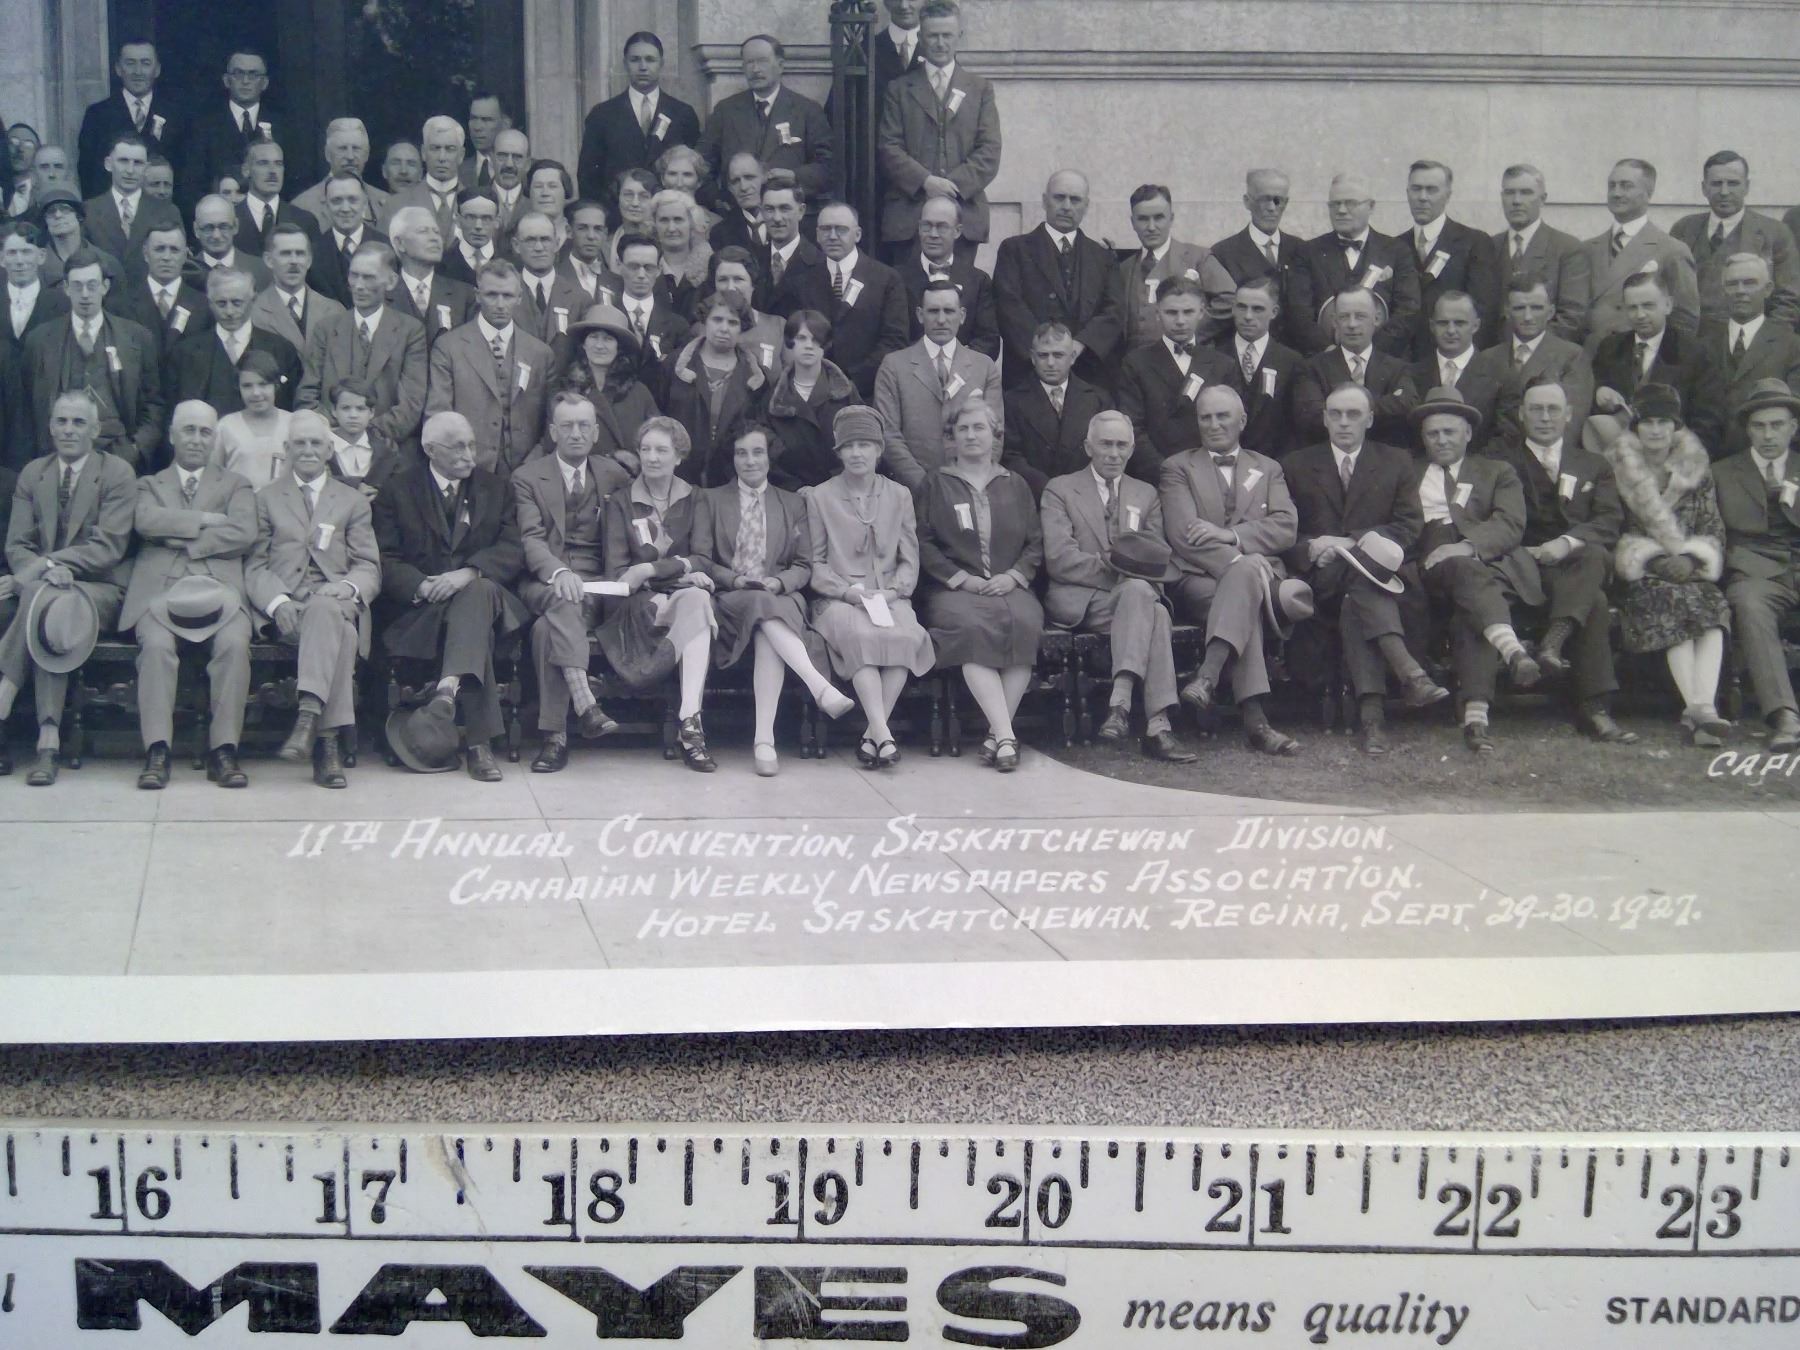 CAPI
11TH ANNUAL CONVENTION, SASKATCHEWAN DIVISION.
CANADIAN WEEKLY NEWSPAPERS ASSOCIATION.
HOTEL SASKATCHEWAN, REGINA, SEPT. 29-30. 1927.
16 17 18 19 20 21 22 23
MAYES means quality STANDARD